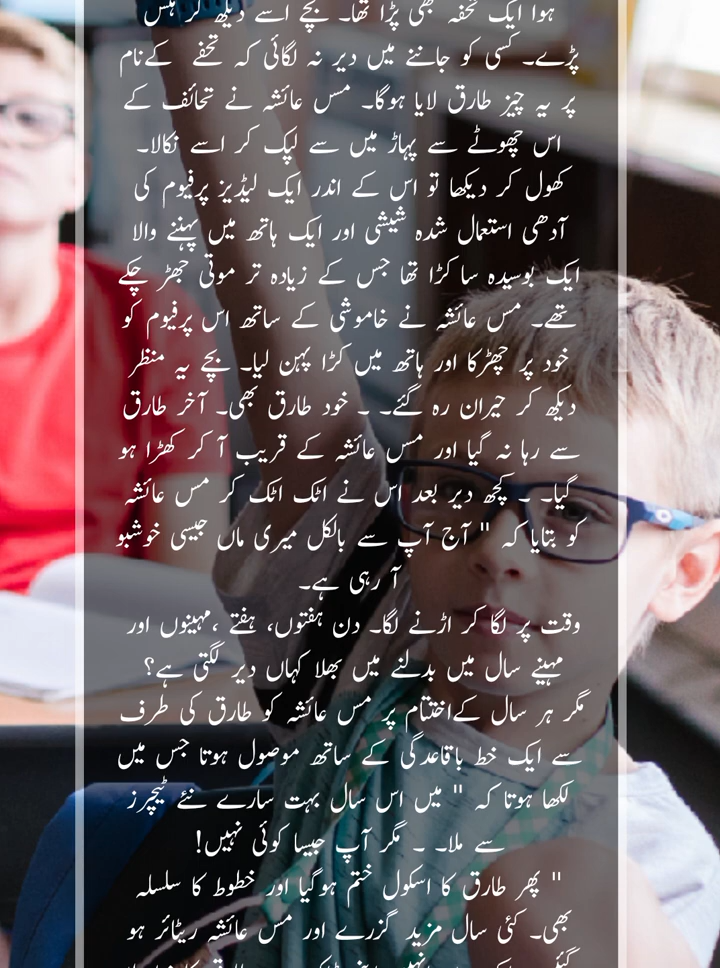 ہوا ایک تحفہ بھی پڑا تھا۔ بچے اسے دیکھ کر ہنس
پڑے۔ کسی کو جاننے میں دیر نہ لگائی کہ تحفے کےنام
پر یہ چیز طارق لایا ہوگا۔ مس عائشہ نے تحائف کے
اس چھوٹے سے پہاڑ میں سے لپک کر اسے نکالا۔
کھول کر دیکھا تو اس کے اندر ایک لیڈیز پرفیوم کی
آدھی استعمال شدہ شیشی اور ایک ہاتھ میں پہننے والا
ایک بوسیدہ سا کڑا تھا جس کے زیادہ تر موتی جھڑ چکے
تھے۔ مس عائشہ نے خاموشی کے ساتھ اس پرفیوم کو
خود پر چھڑکا اور ہاتھ میں کڑا پہن لیا۔ بچے یہ منظر
دیکھ کر حیران رہ گئے۔ ۔ خود طارق بھی۔ آخر طارق
سے رہا نہ گیا اور مس عائشہ کے قریب آ کر کھڑا ہو
گیا۔ ۔ کچھ دیر بعد اس نے اٹک اٹک کر مس عائشہ
کو بتایا کہ " آج آپ سے بالکل میری ماں جیسی خوشبو
آ رہی ہے۔
وقت پر لگا کر اڑنے لگا۔ دن ہفتوں، ہفتے ،مہینوں اور
مہینے سال میں بدلنے میں بھلا کہاں دیر لگتی ہے؟
مگر ہر سال کےاختتام پر مس عائشہ کو طارق کی طرف
سے ایک خط باقاعدگی کے ساتھ موصول ہوتا جس میں
لکھا ہوتا کہ " میں اس سال بہت سارے نئے ٹیچرز
سے ملا۔ ۔ مگر آپ جیسا کوئی نہیں!
" پھر طارق کا اسکول ختم ہوگیا اور خطوط کا سلسلہ
بھی۔ کئی سال مزید گزرے اور مس عائشہ ریٹائر ہو